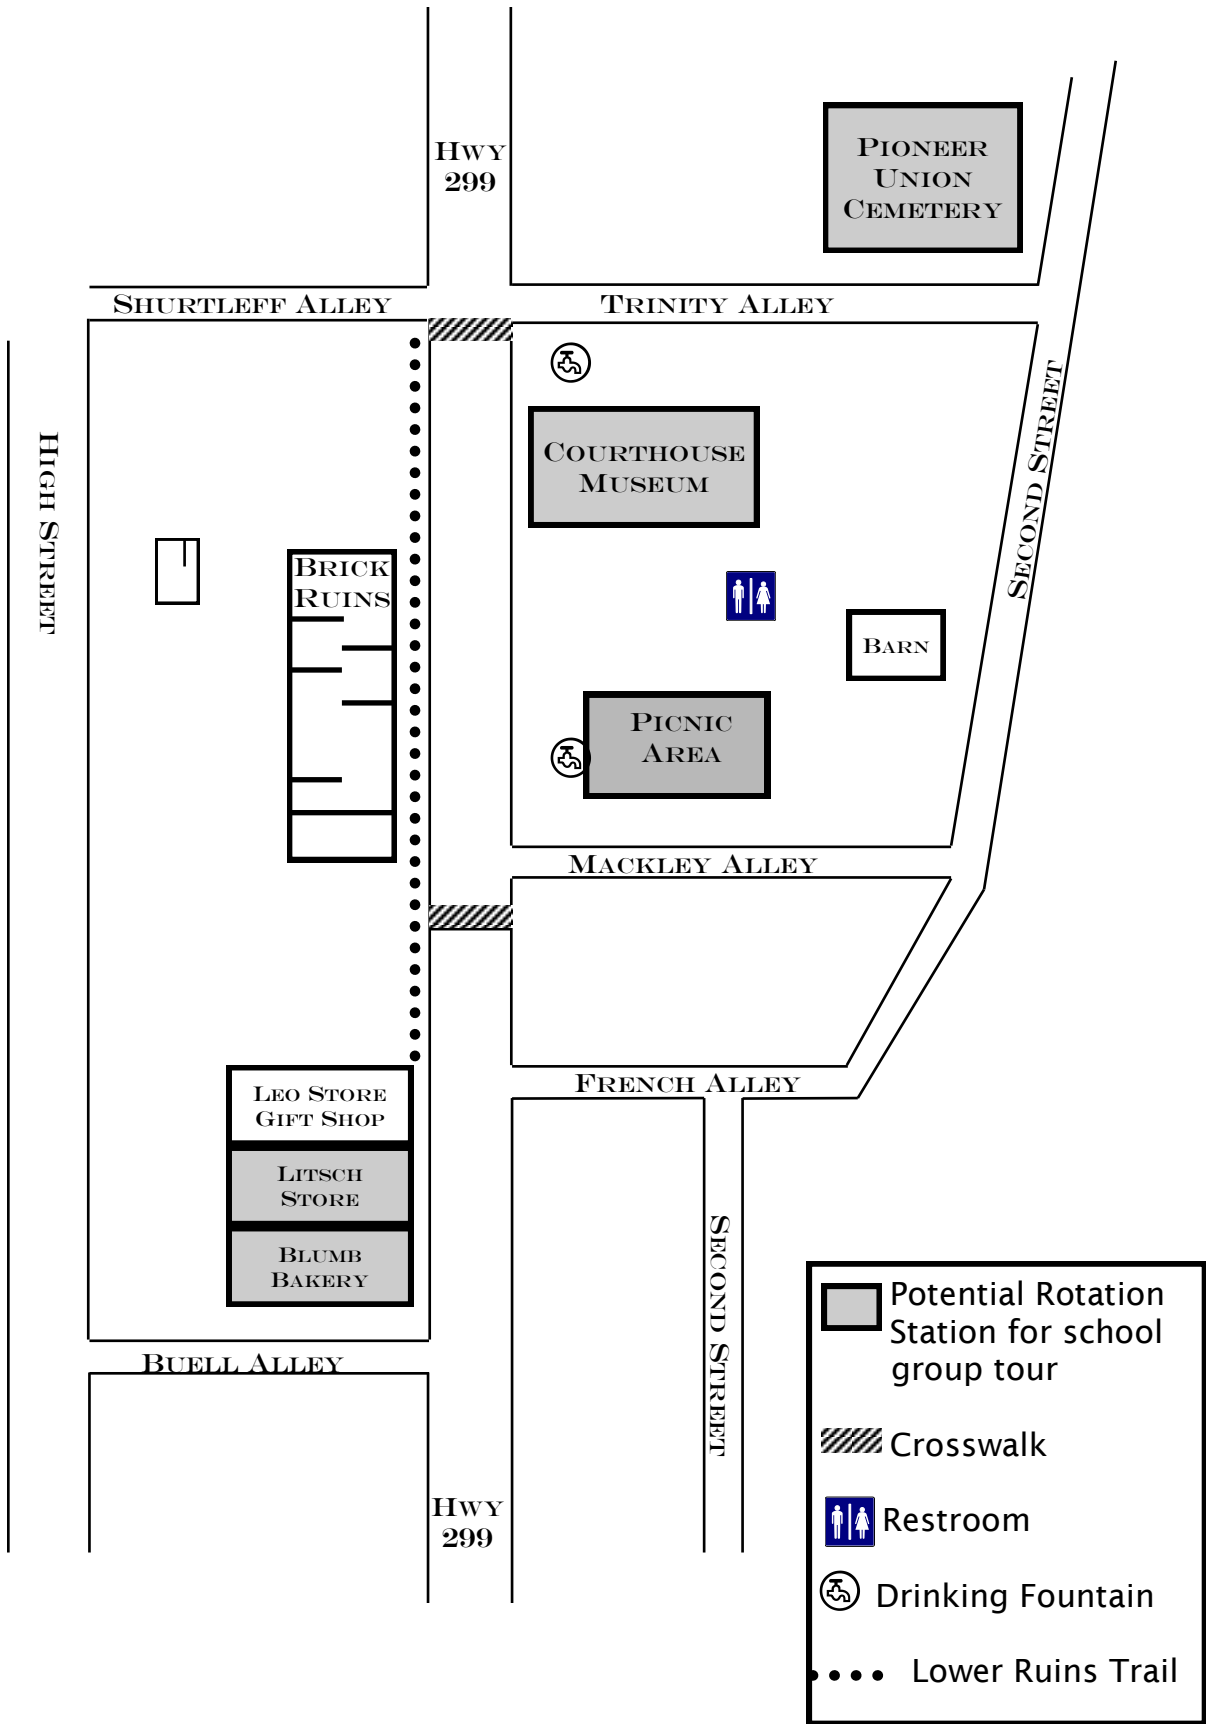 Hwy
299
Pioneer
Union
Cemetery
Shurtleff Alley
Trinity Alley
High Street
Courthouse
Museum
Second Street
Brick
Ruins
Barn
Picnic
Area
Mackley Alley
French Alley
Leo Store
Gift Shop
Litsch
Store
Blumb
Bakery
Second Street
Buell Alley
Hwy
299
Potential Rotation
Station for school
group tour
Crosswalk
Restroom
Drinking Fountain
Lower Ruins Trail